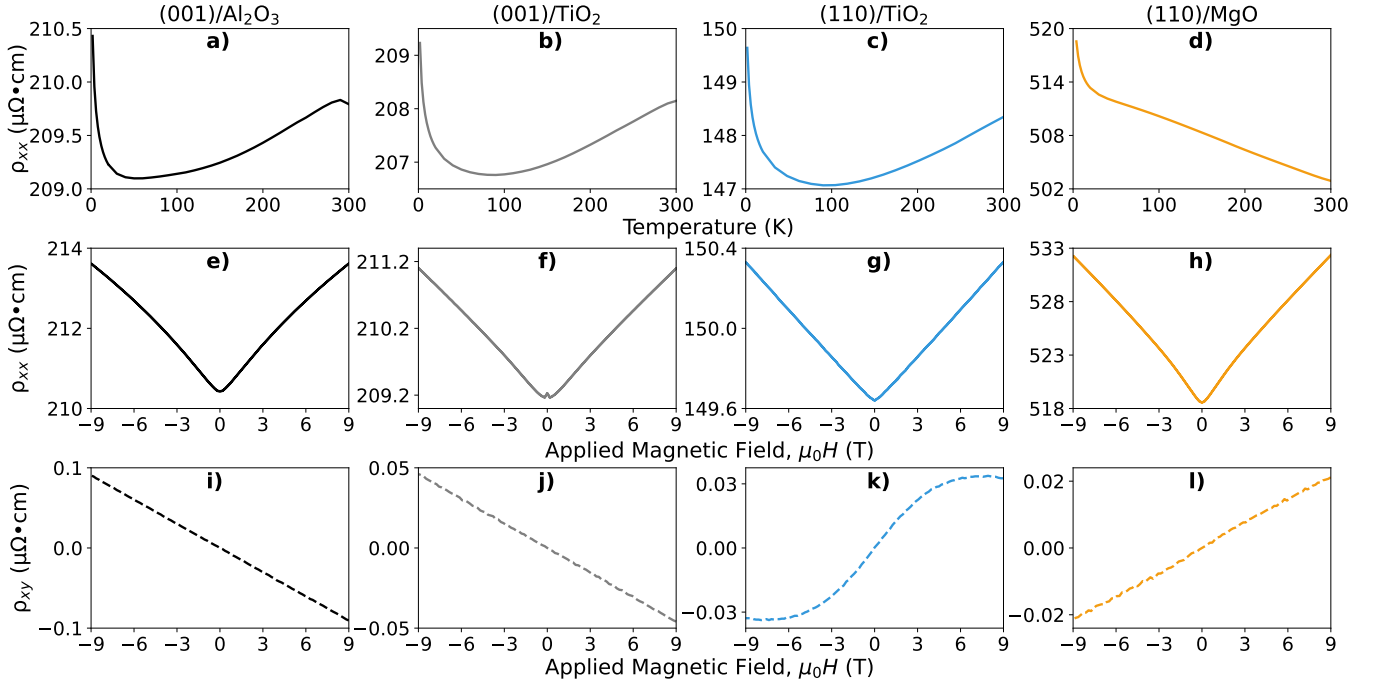 (001)/Al₂O₃ (001)/TiO₂ (110)/TiO₂ (110)/MgO
a) b) c) d)
ρxx (μΩ•cm)
210.5 210.0 209.5 209.0
209 208 207
150 149 148 147
520 514 508 502
0 100 200 300 0 100 200 300 0 100 200 300 0 100 200 300
Temperature (K)
e) f) g) h)
ρxx (μΩ•cm)
214 212 210
211.2 210.2 209.2
150.4 150.0 149.6
533 528 523 518
−9 −6 −3 0 3 6 9 −9 −6 −3 0 3 6 9 −9 −6 −3 0 3 6 9 −9 −6 −3 0 3 6 9
Applied Magnetic Field, μ₀H (T)
i) j) k) l)
ρxy (μΩ•cm)
0.1 0.0 −0.1
0.05 0.00 −0.05
0.03 0.00 −0.03
0.02 0.00 −0.02
−9 −6 −3 0 3 6 9 −9 −6 −3 0 3 6 9 −9 −6 −3 0 3 6 9 −9 −6 −3 0 3 6 9
Applied Magnetic Field, μ₀H (T)